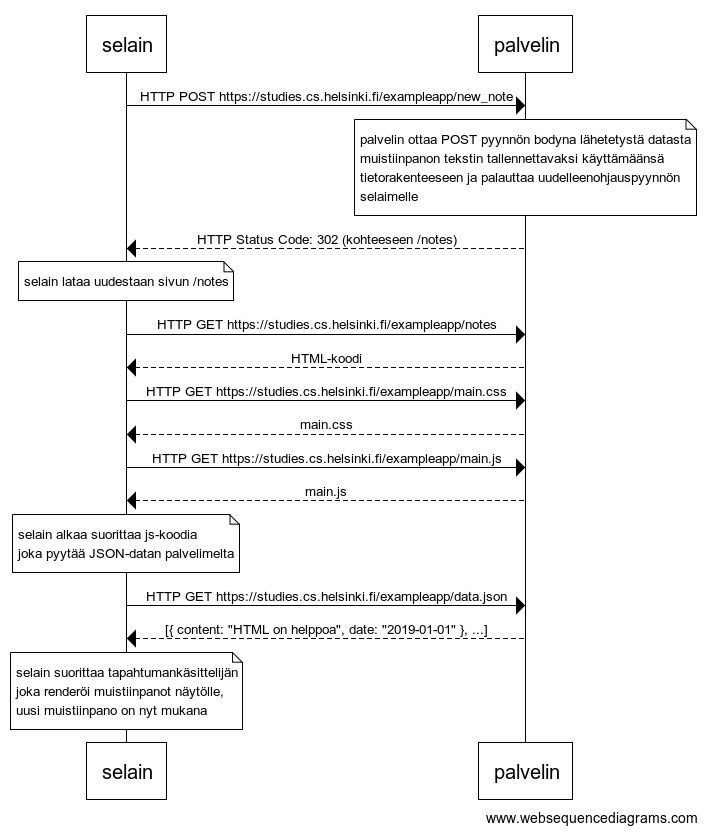 selain
palvelin
HTTP POST https://studies.cs.helsinki.fi/exampleapp/new_note
palvelin ottaa POST pyynnön bodyna lähetetystä datasta
muistiinpanon tekstin tallennettavaksi käyttämäänsä
tietorakenteeseen ja palauttaa uudelleenohjauspyynnön
selaimelle
HTTP Status Code: 302 (kohteeseen /notes)
selain lataa uudestaan sivun /notes
HTTP GET https://studies.cs.helsinki.fi/exampleapp/notes
HTML-koodi
HTTP GET https://studies.cs.helsinki.fi/exampleapp/main.css
main.css
HTTP GET https://studies.cs.helsinki.fi/exampleapp/main.js
main.js
selain alkaa suorittaa js-koodia
joka pyytää JSON-datan palvelimelta
HTTP GET https://studies.cs.helsinki.fi/exampleapp/data.json
[{ content: "HTML on helppoa", date: "2019-01-01" }, ...]
selain suorittaa tapahtumankäsittelijän
joka renderöi muistiinpanot näytölle,
uusi muistiinpano on nyt mukana
selain
palvelin
www.websequencediagrams.com